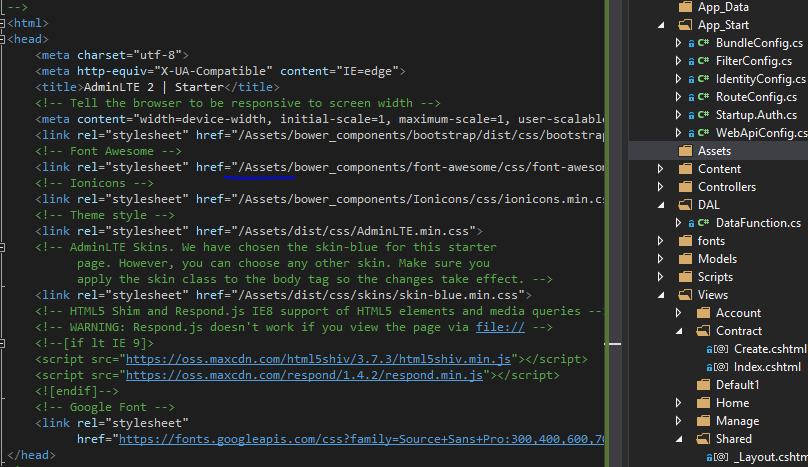 -->
<html>
<head>
<meta charset="utf-8">
<meta http-equiv="X-UA-Compatible" content="IE=edge">
<title>AdminLTE 2 | Starter</title>
<!-- Tell the browser to be responsive to screen width -->
<meta content="width=device-width, initial-scale=1, maximum-scale=1, user-scalable
<link rel="stylesheet" href="/Assets/bower_components/bootstrap/dist/css/bootstrap
<!-- Font Awesome -->
<link rel="stylesheet" href="/Assets/bower_components/font-awesome/css/font-awesom
<!-- Ionicons -->
<link rel="stylesheet" href="/Assets/bower_components/Ionicons/css/ionicons.min.cs
<!-- Theme style -->
<link rel="stylesheet" href="/Assets/dist/css/AdminLTE.min.css">
<!-- AdminLTE Skins. We have chosen the skin-blue for this starter
page. However, you can choose any other skin. Make sure you
apply the skin class to the body tag so the changes take effect. -->
<link rel="stylesheet" href="/Assets/dist/css/skins/skin-blue.min.css">
<!-- HTML5 Shim and Respond.js IE8 support of HTML5 elements and media queries --
<!-- WARNING: Respond.js doesn't work if you view the page via file:// -->
<!--[if lt IE 9]>
<script src="https://oss.maxcdn.com/html5shiv/3.7.3/html5shiv.min.js"></script>
<script src="https://oss.maxcdn.com/respond/1.4.2/respond.min.js"></script>
<![endif]-->
<!-- Google Font -->
<link rel="stylesheet"
href="https://fonts.googleapis.com/css?family=Source+Sans+Pro:300,400,600,70
</head>
App_Data
App_Start
C# BundleConfig.cs
C# FilterConfig.cs
C# IdentityConfig.cs
C# RouteConfig.cs
C# Startup.Auth.cs
C# WebApiConfig.cs
Assets
Content
Controllers
DAL
C# DataFunction.cs
fonts
Models
Scripts
Views
Account
Contract
[@] Create.cshtml
[@] Index.cshtml
Default1
Home
Manage
Shared
[@] _Layout.cshtm